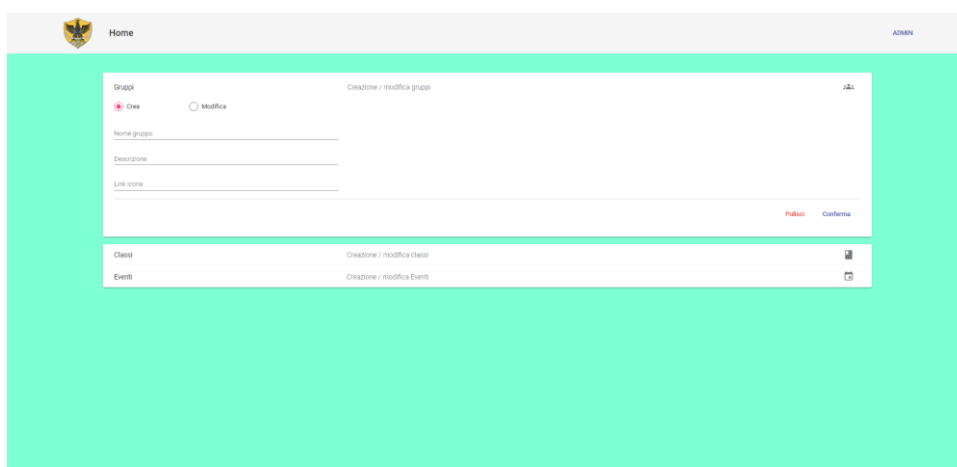 Home ADMIN
Gruppi Creazione / modifica gruppi
Crea Modifica
Nome gruppo
Descrizione
Link icona
Pulisci Conferma
Classi Creazione / modifica classi
Eventi Creazione / modifica Eventi